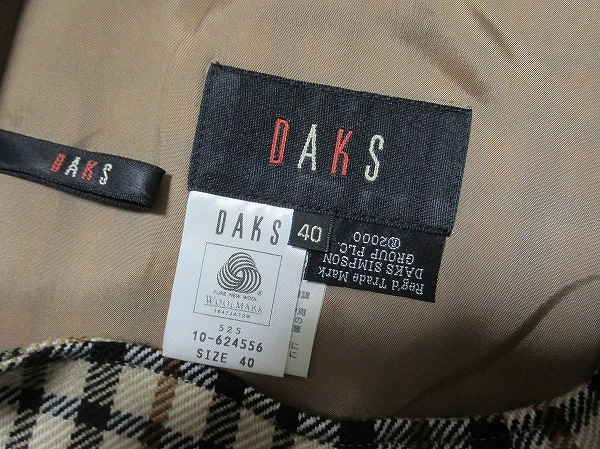 DAKS
DAKS
DAKS
40
Reg'd Trade Mark
DAKS SIMPSON
GROUP PLC.
®2000
PURE NEW WOOL
WOOLMARK
525
10-624556
SIZE 40